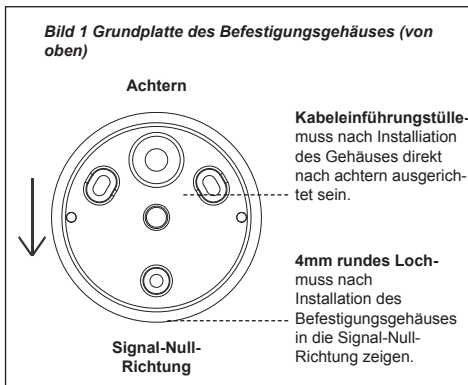 Bild 1 Grundplatte des Befestigungsgehäuses (von
oben)
Achtern
Kabeleinführungstülle-
muss nach Installiation
des Gehäuses direkt
nach achtern ausgerich-
tet sein.
4mm rundes Loch-
muss nach
Installation des
Befestigungsgehäuses
in die Signal-Null-
Richtung zeigen.
Signal-Null-
Richtung